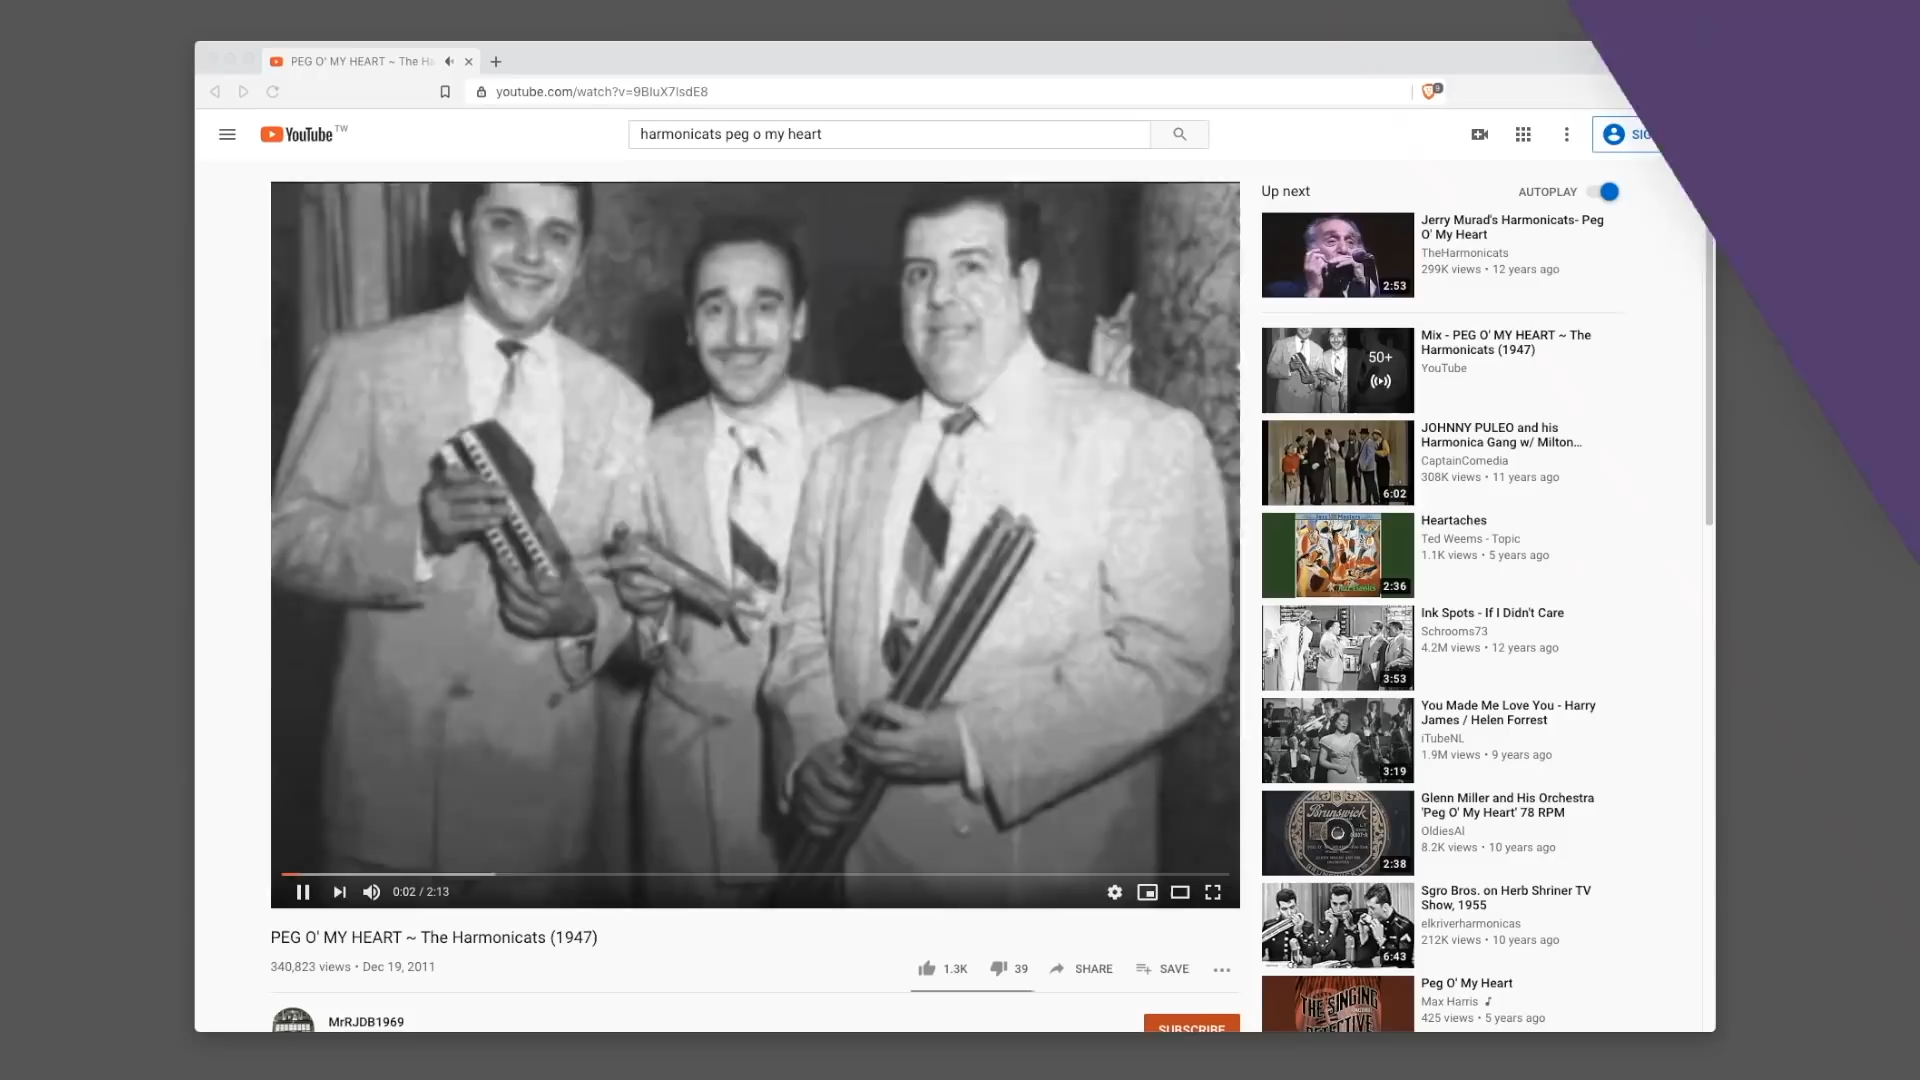 PEG O' MY HEART ~ The Ha
youtube.com/watch?v=9BIuX7lsdE8
9
YouTube TW
harmonicats peg o my heart
SIG
Up next
AUTOPLAY
Jerry Murad's Harmonicats- Peg
O' My Heart
TheHarmonicats
299K views • 12 years ago
2:53
Mix - PEG O' MY HEART ~ The
Harmonicats (1947)
YouTube
50+
JOHNNY PULEO and his
Harmonica Gang w/ Milton...
CaptainComedia
308K views • 11 years ago
6:02
Heartaches
Ted Weems - Topic
1.1K views • 5 years ago
2:36
Ink Spots - If I Didn't Care
Schrooms73
4.2M views • 12 years ago
3:53
You Made Me Love You - Harry
James / Helen Forrest
iTubeNL
1.9M views • 9 years ago
3:19
Glenn Miller and His Orchestra
'Peg O' My Heart' 78 RPM
OldiesAl
8.2K views • 10 years ago
Brunswick
2:38
Sgro Bros. on Herb Shriner TV
Show, 1955
elkriverharmonicas
212K views • 10 years ago
6:43
Peg O' My Heart
Max Harris
425 views • 5 years ago
THE SINGING
DETECTIVE
0:02 / 2:13
PEG O' MY HEART ~ The Harmonicats (1947)
340,823 views • Dec 19, 2011
1.3K
39
SHARE
SAVE
MrRJDB1969
SUBSCRIBE